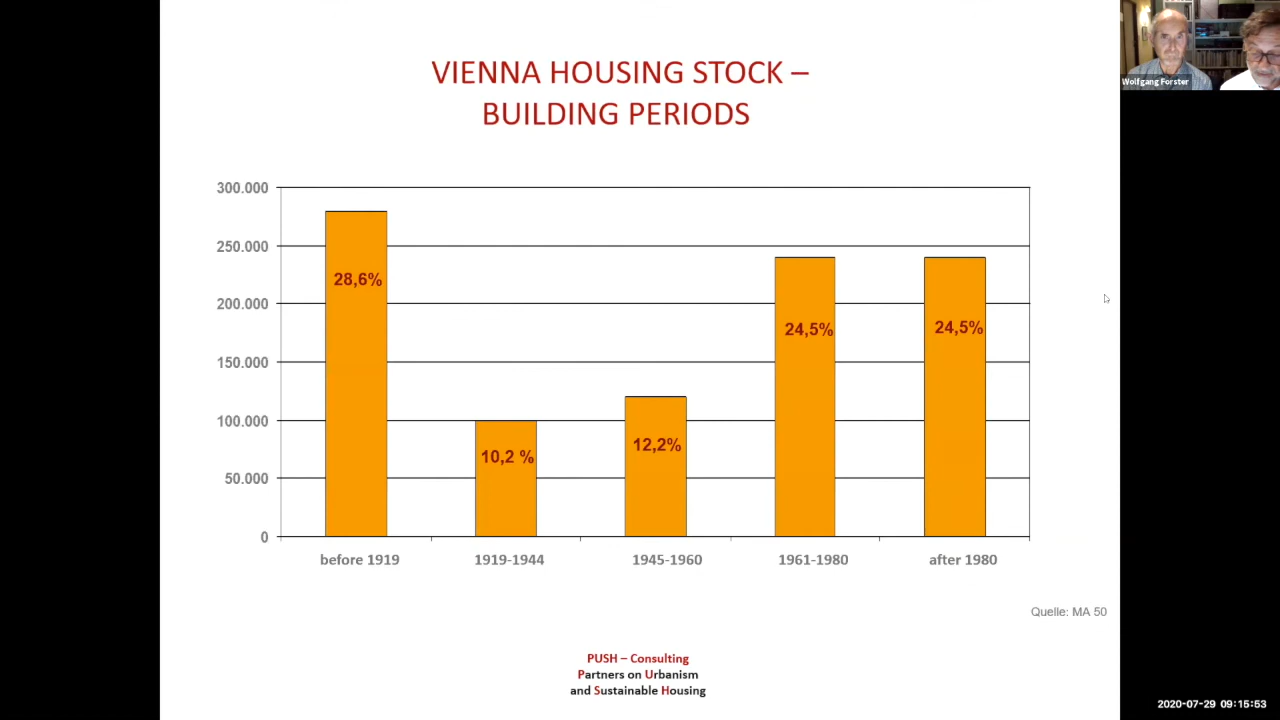 VIENNA HOUSING STOCK –
BUILDING PERIODS
Wolfgang Forster
300.000
250.000
200.000
150.000
100.000
50.000
0
28,6%
10,2 %
12,2%
24,5%
24,5%
before 1919
1919-1944
1945-1960
1961-1980
after 1980
Quelle: MA 50
PUSH – Consulting
Partners on Urbanism
and Sustainable Housing
2020-07-29 09:15:53